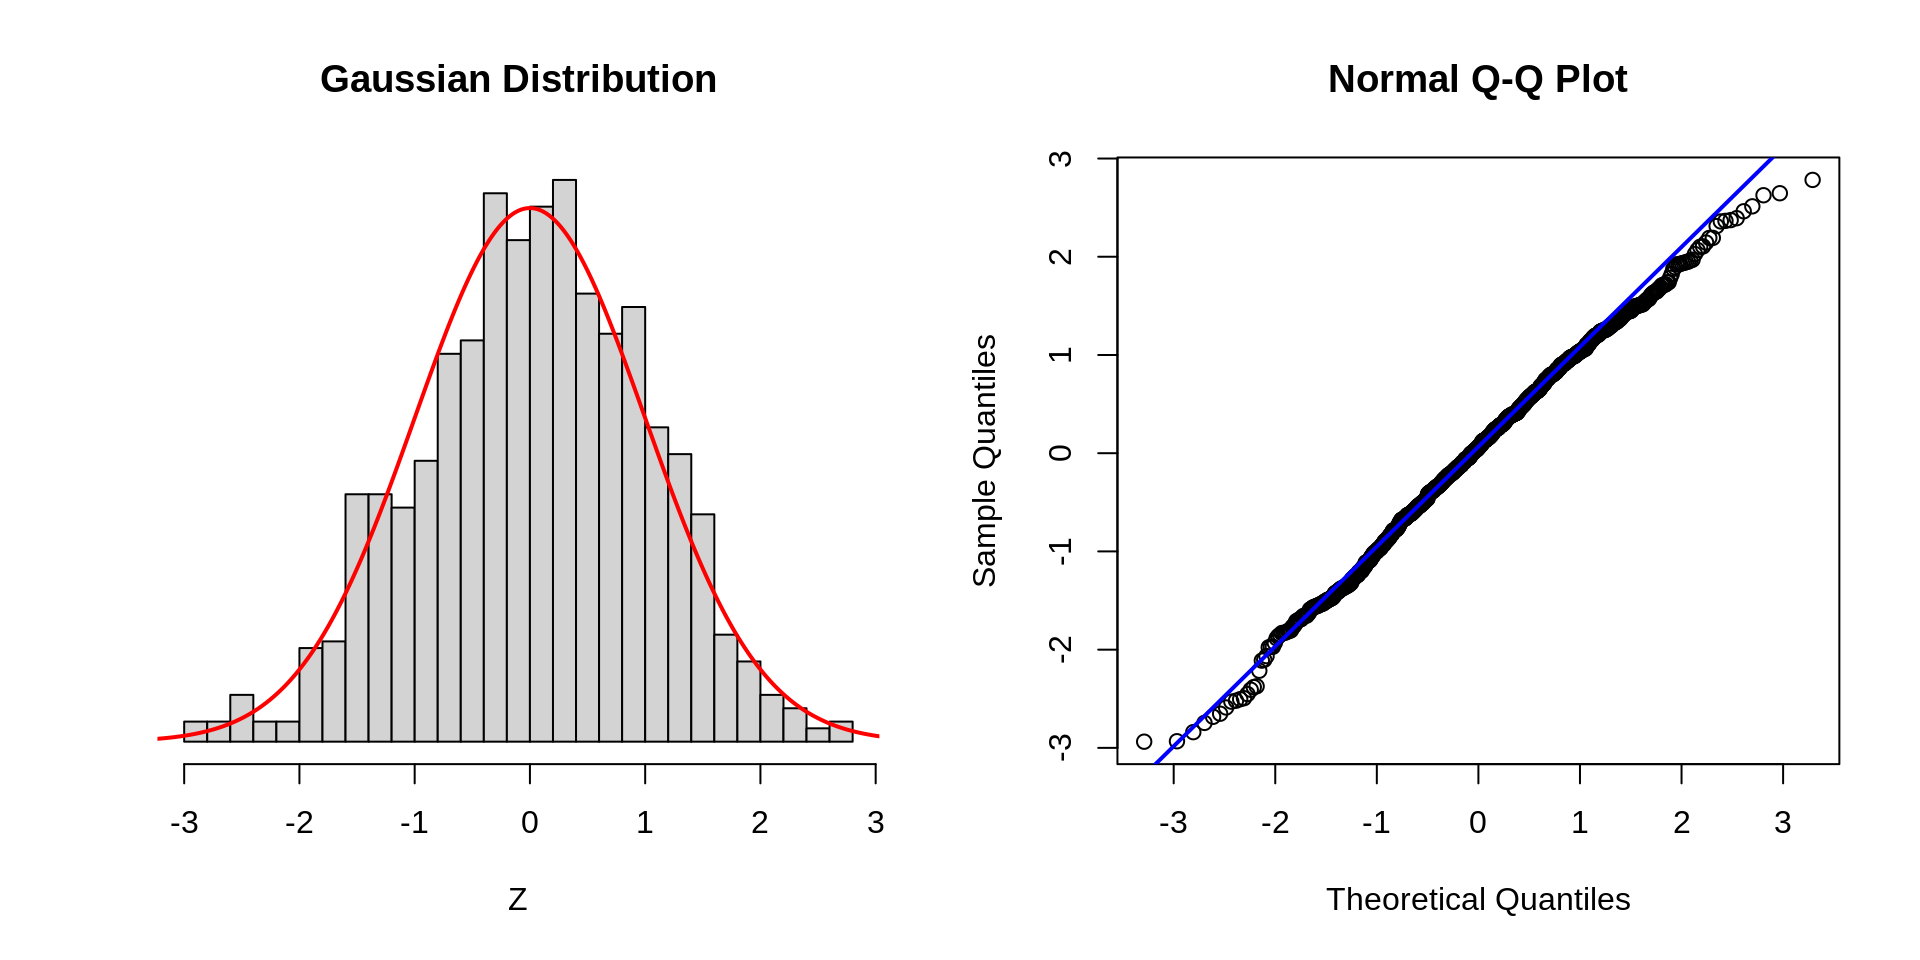 Gaussian Distribution
-3 -2 -1 0 1 2 3
Z
Normal Q-Q Plot
Sample Quantiles
3
2
1
0
-1
-2
-3
-3 -2 -1 0 1 2 3
Theoretical Quantiles